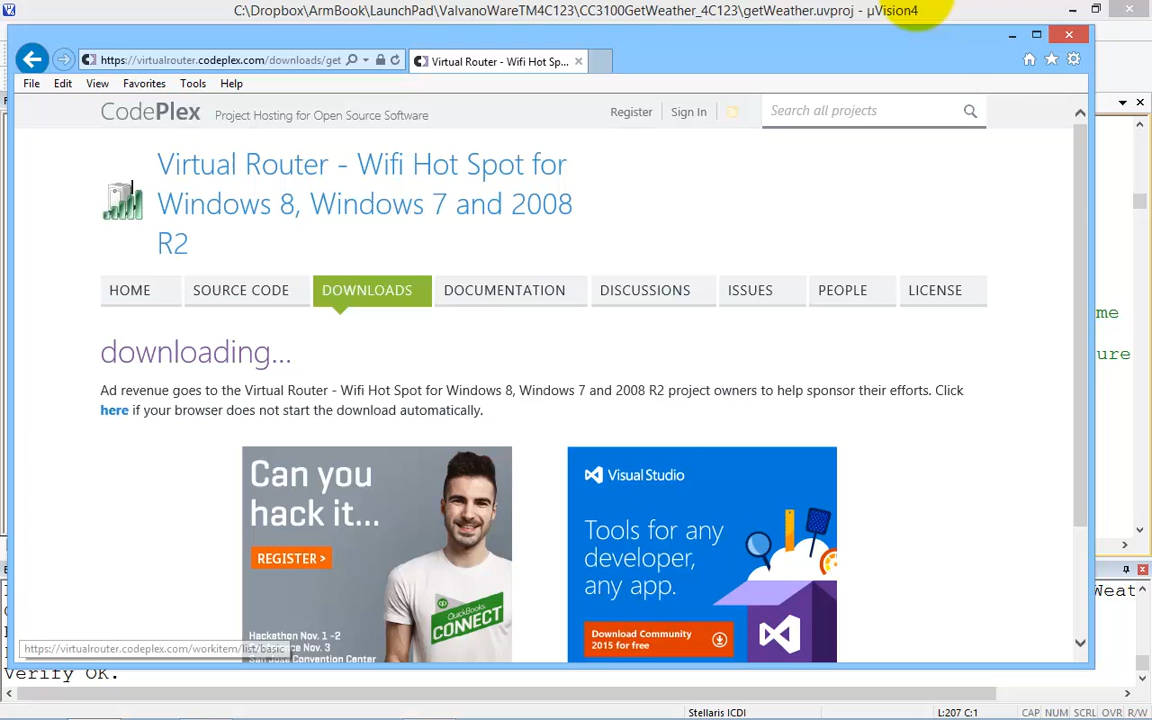 C:\Dropbox\ArmBook\LaunchPad\ValvanoWareTM4C123\CC3100GetWeather_4C123\getWeather.uvproj - µVision4
https://virtualrouter.codeplex.com/downloads/get
Virtual Router - Wifi Hot Sp...
File Edit View Favorites Tools Help
CodePlex Project Hosting for Open Source Software
Register Sign In Search all projects
Virtual Router - Wifi Hot Spot for
Windows 8, Windows 7 and 2008
R2
HOME SOURCE CODE DOWNLOADS DOCUMENTATION DISCUSSIONS ISSUES PEOPLE LICENSE
me
ure
downloading...
Ad revenue goes to the Virtual Router - Wifi Hot Spot for Windows 8, Windows 7 and 2008 R2 project owners to help sponsor their efforts. Click
here if your browser does not start the download automatically.
Can you
hack it...
REGISTER >
QuickBooks
CONNECT
Hackathon Nov. 1 -2
Visual Studio
Tools for any
developer,
any app.
Download Community
2015 for free
Weat
https://virtualrouter.codeplex.com/workitem/list/basic
Verify OK.
Stellaris ICDI
L:207 C:1
CAP NUM SCRL OVR R/W